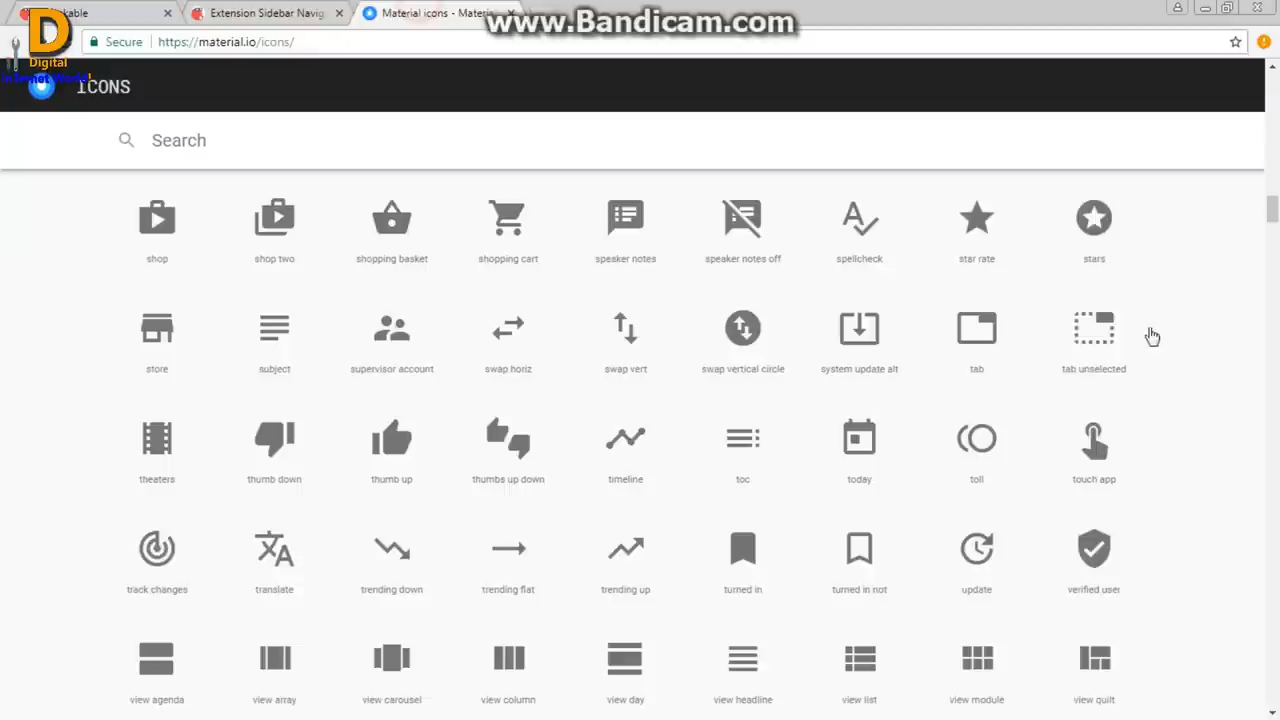 www.Bandicam.com
Extension Sidebar Navig
Material icons - Materi
D
Digital
Internet World!
Secure
https://material.io/icons/
ICONS
Search
shop
shop two
shopping basket
shopping cart
speaker notes
speaker notes off
spellcheck
star rate
stars
store
subject
supervisor account
swap horiz
swap vert
swap vertical circle
system update alt
tab
tab unselected
theaters
thumb down
thumb up
thumbs up down
timeline
toc
today
toll
touch app
track changes
translate
trending down
trending flat
trending up
turned in
turned in not
update
verified user
view agenda
view array
view carousel
view column
view day
view headline
view list
view module
view quilt